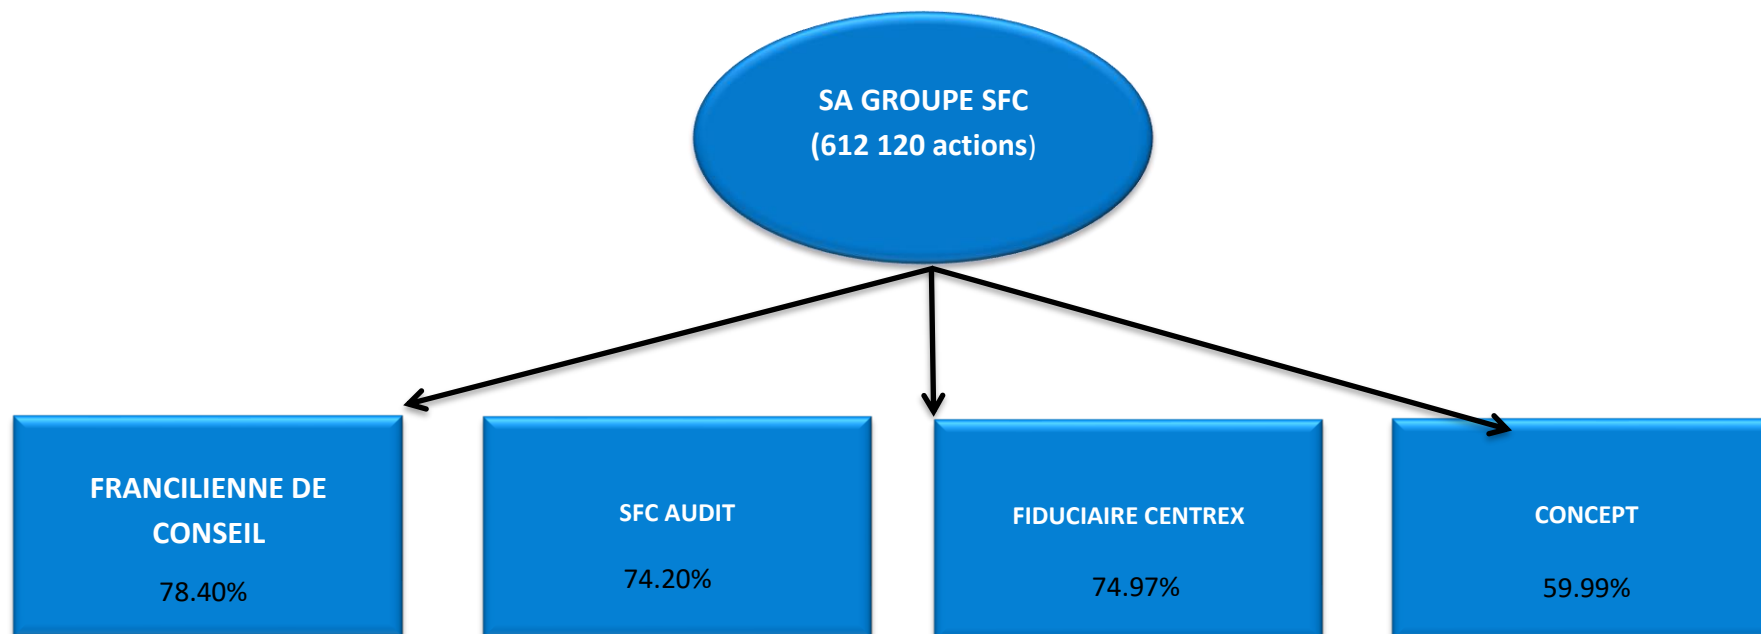 SA GROUPE SFC
(612 120 actions)
FRANCILIENNE DE
CONSEIL
78.40%
SFC AUDIT
74.20%
FIDUCIAIRE CENTREX
74.97%
CONCEPT
59.99%